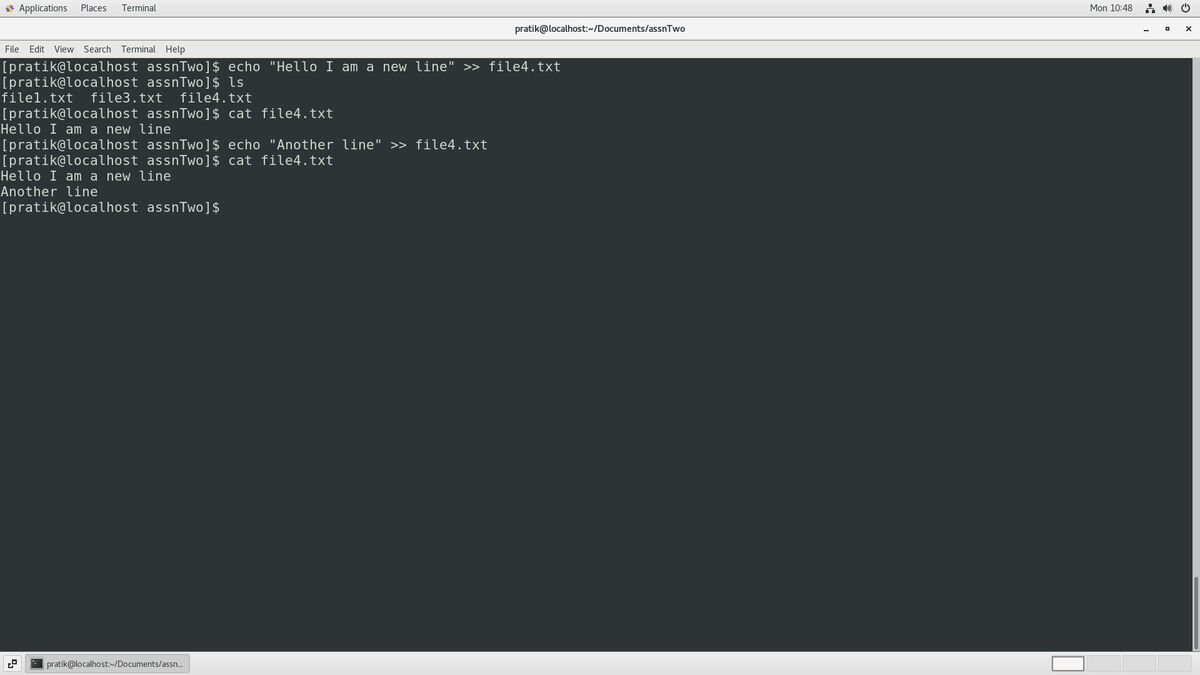 Applications Places Terminal Mon 10:48
pratik@localhost:~/Documents/assnTwo
File Edit View Search Terminal Help
[pratik@localhost assnTwo]$ echo "Hello I am a new line" >> file4.txt
[pratik@localhost assnTwo]$ ls
file1.txt  file3.txt  file4.txt
[pratik@localhost assnTwo]$ cat file4.txt
Hello I am a new line
[pratik@localhost assnTwo]$ echo "Another line" >> file4.txt
[pratik@localhost assnTwo]$ cat file4.txt
Hello I am a new line
Another line
[pratik@localhost assnTwo]$
pratik@localhost:~/Documents/assn...